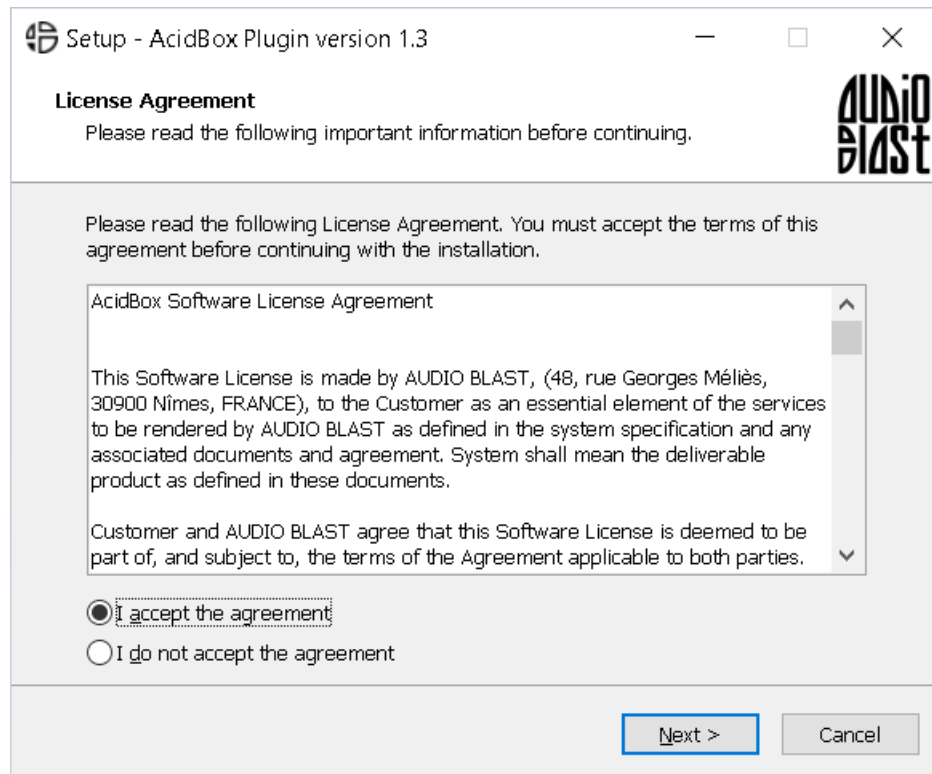 Setup - AcidBox Plugin version 1.3
License Agreement
Please read the following important information before continuing.
AUDiO
BLASt
Please read the following License Agreement. You must accept the terms of this
agreement before continuing with the installation.
AcidBox Software License Agreement
This Software License is made by AUDIO BLAST, (48, rue Georges Méliès,
30900 Nîmes, FRANCE), to the Customer as an essential element of the services
to be rendered by AUDIO BLAST as defined in the system specification and any
associated documents and agreement. System shall mean the deliverable
product as defined in these documents.
Customer and AUDIO BLAST agree that this Software License is deemed to be
part of, and subject to, the terms of the Agreement applicable to both parties.
I accept the agreement
I do not accept the agreement
Next >
Cancel